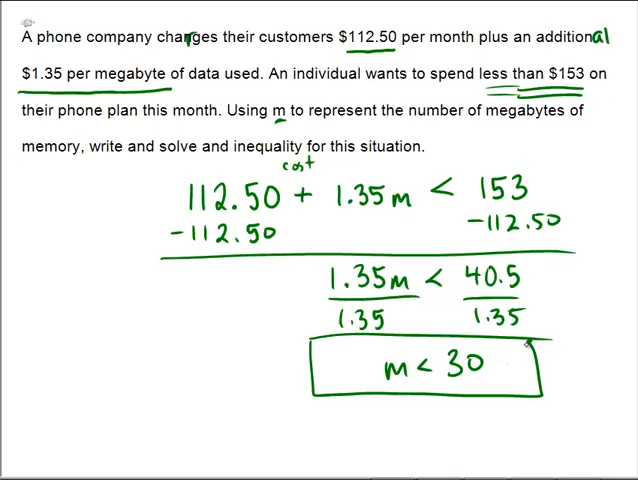 A phone company charges their customers $112.50 per month plus an additional
$1.35 per megabyte of data used. An individual wants to spend less than $153 on
their phone plan this month. Using m to represent the number of megabytes of
memory, write and solve and inequality for this situation.
cost
112.50 + 1.35m < 153
-112.50 -112.50
1.35m < 40.5
1.35 1.35
m < 30